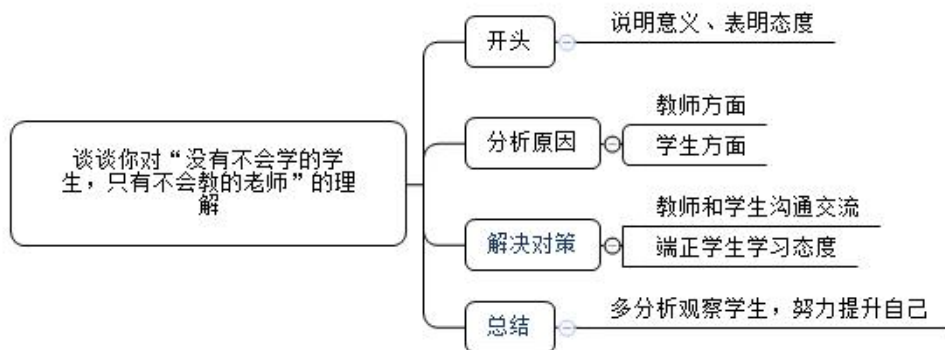 谈谈你对“没有不会学的学
生，只有不会教的老师”的理
解
开头
说明意义、表明态度
分析原因
教师方面
学生方面
解决对策
教师和学生沟通交流
端正学生学习态度
总结
多分析观察学生，努力提升自己